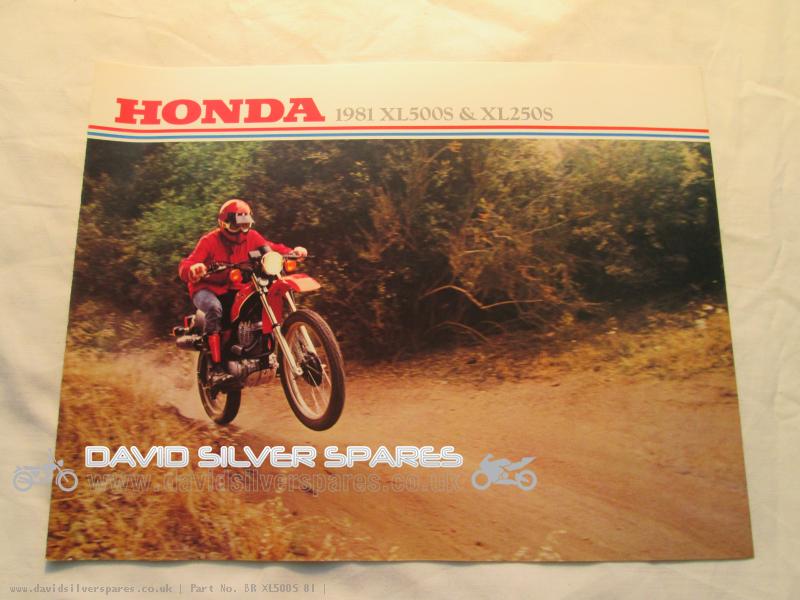 HONDA 1981 XL500S & XL250S
DAVID SILVER SPARES
www.davidsilverspares.co.uk
www.davidsilverspares.co.uk | Part No. BR XL500S 81 |